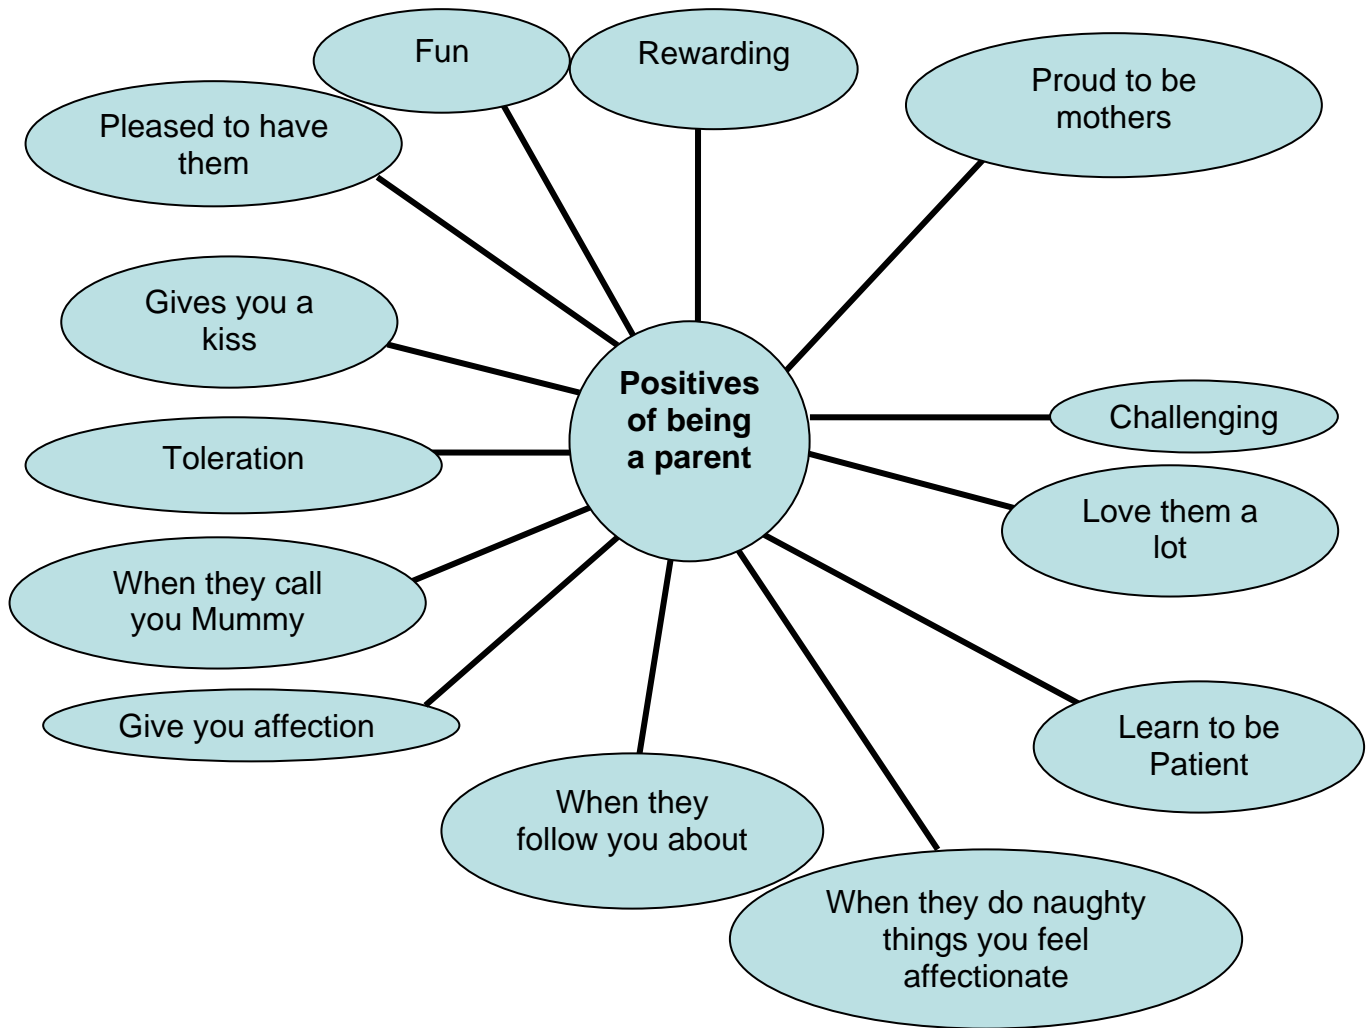 Fun
Rewarding
Proud to be
mothers
Pleased to have
them
Gives you a
kiss
Positives
of being
a parent
Challenging
Toleration
Love them a
lot
When they call
you Mummy
Give you affection
Learn to be
Patient
When they
follow you about
When they do naughty
things you feel
affectionate